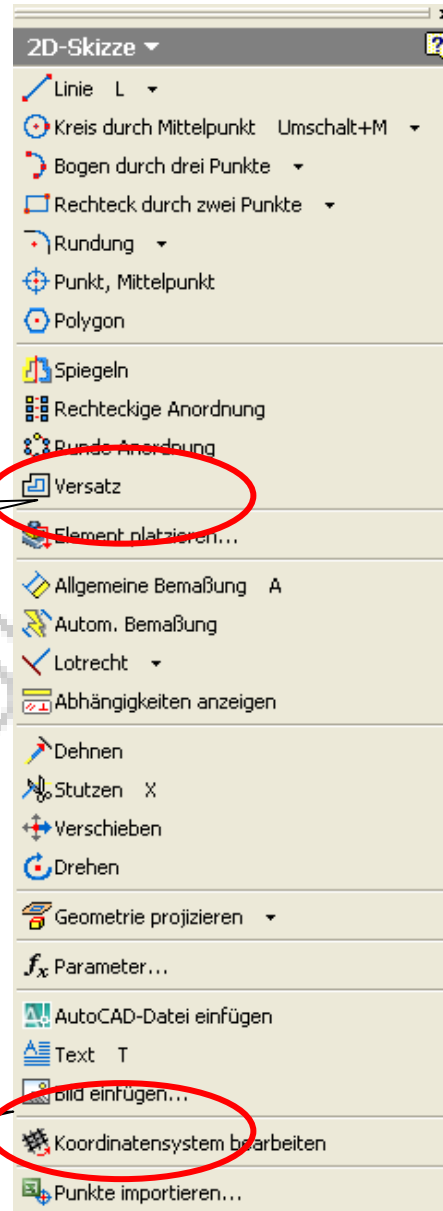 2D-Skizze
Linie L
Kreis durch Mittelpunkt Umschalt+M
Bogen durch drei Punkte
Rechteck durch zwei Punkte
Rundung
Punkt, Mittelpunkt
Polygon
Spiegeln
Rechteckige Anordnung
Runde Anordnung
Versatz
Element platzieren...
Allgemeine Bemaßung A
Autom. Bemaßung
Lotrecht
Abhängigkeiten anzeigen
Dehnen
Stutzen X
Verschieben
Drehen
Geometrie projizieren
fx Parameter...
AutoCAD-Datei einfügen
Text T
Bild einfügen...
Koordinatensystem bearbeiten
Punkte importieren...